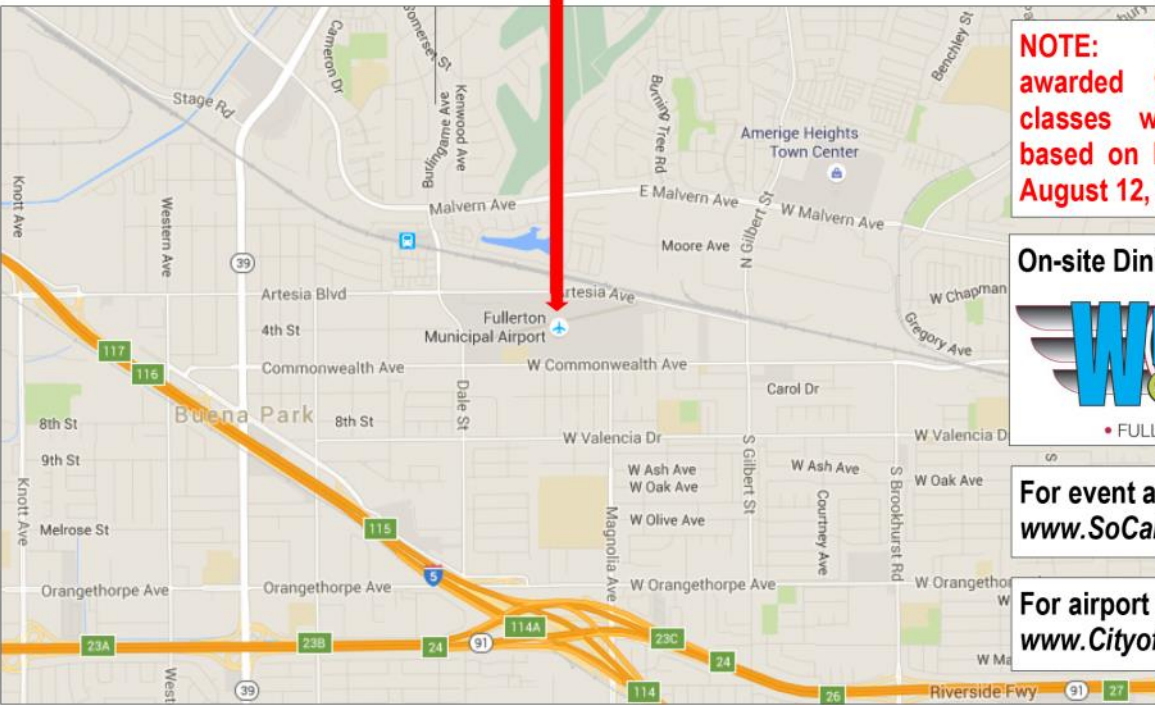 bury
Benchley St
Somerset St
Cameron Dr
Stage Rd
Kenwood Ave
Burlingame Ave
Burning Tree Rd
Amerige Heights
Town Center
Knott Ave
Western Ave
Malvern Ave
E Malvern Ave
W Malvern Ave
N Gilbert St
Moore Ave
39
Artesia Blvd
Artesia Ave
W Chapman
Gregory Ave
4th St
Fullerton
Municipal Airport
117
116
Commonwealth Ave
W Commonwealth Ave
Carol Dr
Dale St
Buena Park
8th St
8th St
W Valencia Dr
W Valencia D
9th St
W Ash Ave
W Ash Ave
W Oak Ave
W Oak Ave
S Gilbert St
S Brookhurst Rd
Courtney Ave
Knott Ave
Melrose St
115
Magnolia Ave
W Olive Ave
5
Orangethorpe Ave
Orangethorpe Ave
W Orangethorpe Ave
W Orangethor
23A
23B
24
91
114A
23C
24
W Ma
West
39
114
26
Riverside Fwy
91
27
NOTE:
awarded
classes w
based on
August 12,
On-site Din
W
• FULL
For event a
www.SoCa
For airport
www.Cityof